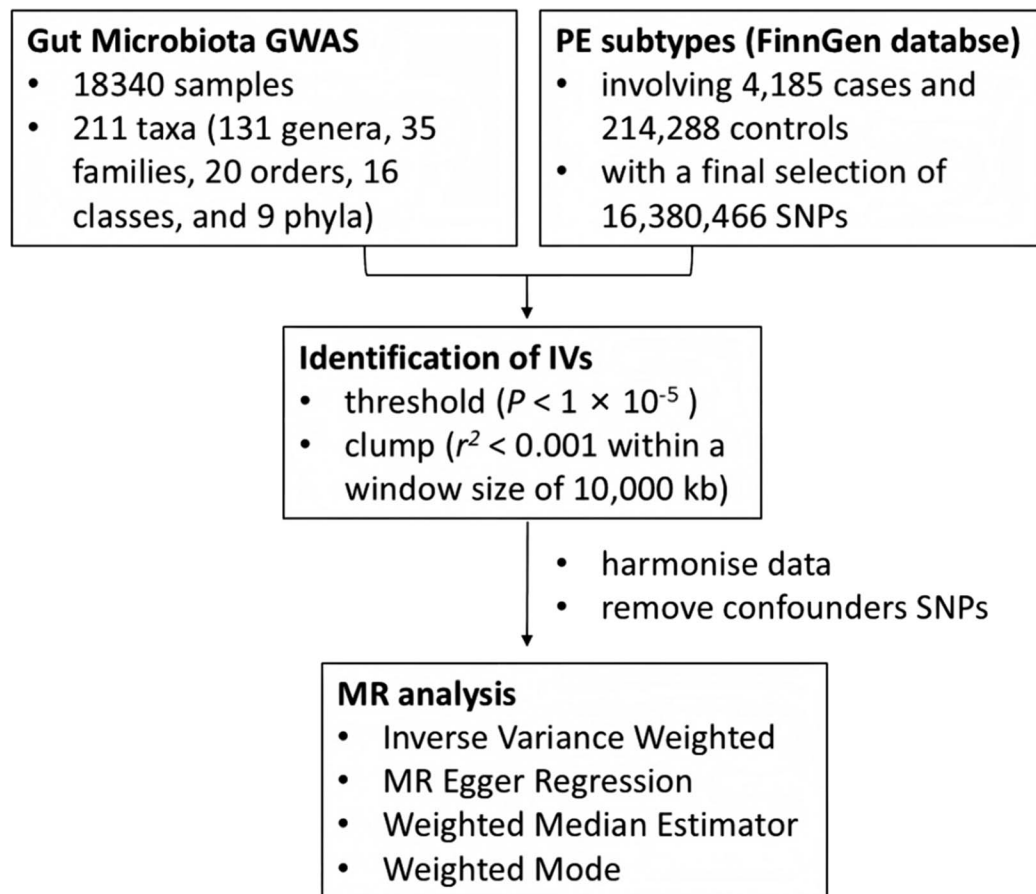 Gut Microbiota GWAS
• 18340 samples
• 211 taxa (131 genera, 35
families, 20 orders, 16
classes, and 9 phyla)
PE subtypes (FinnGen databse)
• involving 4,185 cases and
214,288 controls
• with a final selection of
16,380,466 SNPs
Identification of IVs
• threshold (P < 1 × 10⁻⁵ )
• clump (r² < 0.001 within a
window size of 10,000 kb)
• harmonise data
• remove confounders SNPs
MR analysis
• Inverse Variance Weighted
• MR Egger Regression
• Weighted Median Estimator
• Weighted Mode